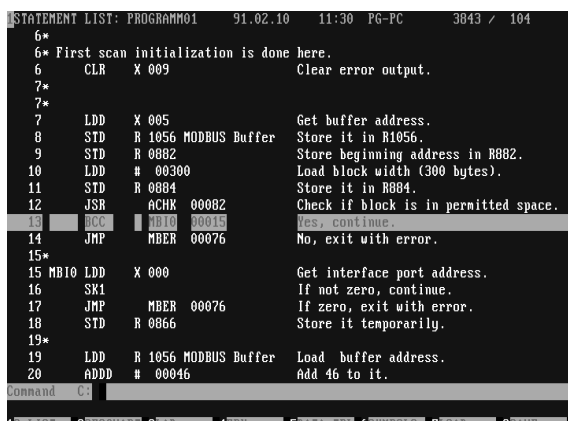 1STATEMENT LIST: PROGRAMM01 91.02.10 11:30 PG-PC 3843 / 104
6*
6* First scan initialization is done here.
6 CLR X 009 Clear error output.
7*
7*
7 LDD X 005 Get buffer address.
8 STD R 1056 MODBUS Buffer Store it in R1056.
9 STD R 0882 Store beginning address in R882.
10 LDD # 00300 Load block width (300 bytes).
11 STD R 0884 Store it in R884.
12 JSR ACHK 00082 Check if block is in permitted space.
13 BCC MBI0 00015 Yes, continue.
14 JMP MBER 00076 No, exit with error.
15*
15 MBI0 LDD X 000 Get interface port address.
16 SK1 If not zero, continue.
17 JMP MBER 00076 If zero, exit with error.
18 STD R 0866 Store it temporarily.
19*
19 LDD R 1056 MODBUS Buffer Load buffer address.
20 ADDD # 00046 Add 46 to it.
Command C: